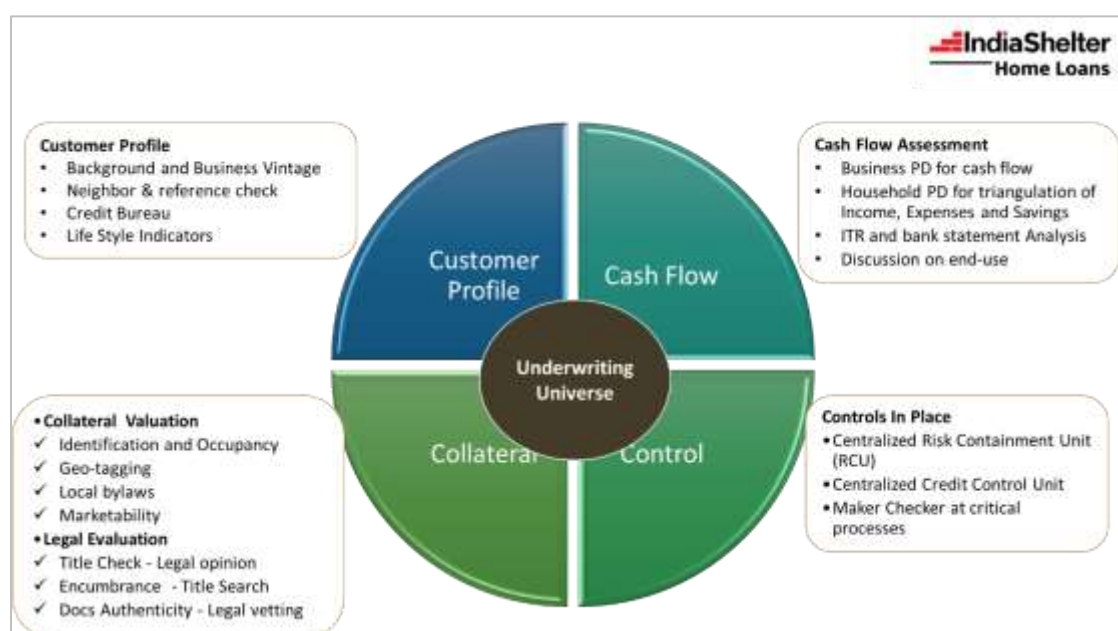 IndiaShelter
Home Loans
Customer Profile
• Background and Business Vintage
• Neighbor & reference check
• Credit Bureau
• Life Style Indicators
Cash Flow Assessment
• Business PD for cash flow
• Household PD for triangulation of
Income, Expenses and Savings
• ITR and bank statement Analysis
• Discussion on end-use
Customer
Profile
Cash Flow
Underwriting
Universe
Collateral
Control
•Collateral Valuation
✓ Identification and Occupancy
✓ Geo-tagging
✓ Local bylaws
✓ Marketability
•Legal Evaluation
✓ Title Check - Legal opinion
✓ Encumbrance - Title Search
✓ Docs Authenticity - Legal vetting
Controls In Place
•Centralized Risk Containment Unit
(RCU)
•Centralized Credit Control Unit
•Maker Checker at critical
processes